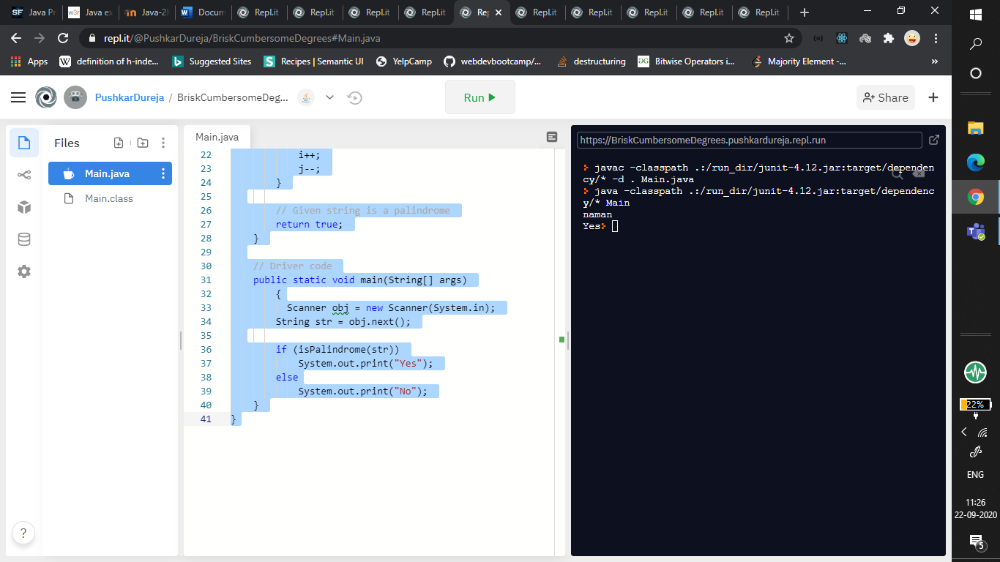 SF Java Pr
w3r Java ex
Java-2I
Docum
Repl.it
Repl.it
Repl.it
Repl.it
Rep
Repl.it
Repl.it
Repl.it
Repl.it
Repl.it
repl.it/@PushkarDureja/BriskCumbersomeDegrees#Main.java
Apps
W definition of h-inde...
b Suggested Sites
S Recipes | Semantic UI
YelpCamp
webdevbootcamp/...
destructuring
Bitwise Operators i...
Majority Element -...
»
PushkarDureja / BriskCumbersomeDeg...
Run
Share
Files
Main.java
Main.class
Main.java
22 i++;
23 j--;
24 }
25
26 // Given string is a palindrome
27 return true;
28 }
29
30 // Driver code
31 public static void main(String[] args)
32 {
33 Scanner obj = new Scanner(System.in);
34 String str = obj.next();
35
36 if (isPalindrome(str))
37 System.out.print("Yes");
38 else
39 System.out.print("No");
40 }
41 }
?
https://BriskCumbersomeDegrees.pushkardureja.repl.run
javac -classpath .:/run_dir/junit-4.12.jar:target/dependen
cy/* -d . Main.java
java -classpath .:/run_dir/junit-4.12.jar:target/dependenc
y/* Main
naman
Yes
22%
ENG
11:26
22-09-2020
5